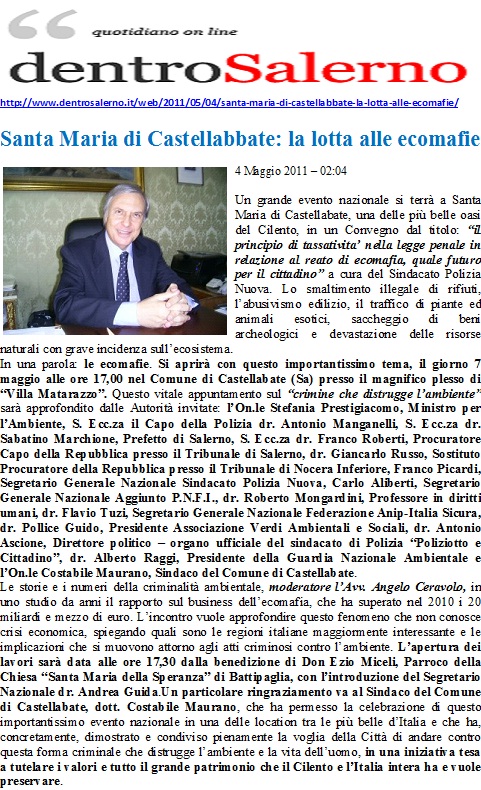 quotidiano on line
dentroSalerno
http://www.dentrosalerno.it/web/2011/05/04/santa-maria-di-castellabbate-la-lotta-alle-ecomafie/
Santa Maria di Castellabbate: la lotta alle ecomafie
4 Maggio 2011 – 02:04
Un grande evento nazionale si terrà a Santa
Maria di Castellabate, una delle più belle oasi
del Cilento, in un Convegno dal titolo: “il
principio di tassativita’ nella legge penale in
relazione al reato di ecomafia, quale futuro
per il cittadino” a cura del Sindacato Polizia
Nuova. Lo smaltimento illegale di rifiuti,
l’abusivismo edilizio, il traffico di piante ed
animali esotici, saccheggio di beni
archeologici e devastazione delle risorse
naturali con grave incidenza sull’ecosistema.
In una parola: le ecomafie. Si aprirà con questo importantissimo tema, il giorno 7
maggio alle ore 17,00 nel Comune di Castellabate (Sa) presso il magnifico plesso di
“Villa Matarazzo”. Questo vitale appuntamento sul “crimine che distrugge l’ambiente”
sarà approfondito dalle Autorità invitate: l’On.le Stefania Prestigiacomo, Ministro per
l’Ambiente, S. Ecc.za il Capo della Polizia dr. Antonio Manganelli, S. Ecc.za dr.
Sabatino Marchione, Prefetto di Salerno, S. Ecc.za dr. Franco Roberti, Procuratore
Capo della Repubblica presso il Tribunale di Salerno, dr. Giancarlo Russo, Sostituto
Procuratore della Repubblica presso il Tribunale di Nocera Inferiore, Franco Picardi,
Segretario Generale Nazionale Sindacato Polizia Nuova, Carlo Aliberti, Segretario
Generale Nazionale Aggiunto P.N.F.I., dr. Roberto Mongardini, Professore in diritti
umani, dr. Flavio Tuzi, Segretario Generale Nazionale Federazione Anip-Italia Sicura,
dr. Pollice Guido, Presidente Associazione Verdi Ambientali e Sociali, dr. Antonio
Ascione, Direttore politico – organo ufficiale del sindacato di Polizia “Poliziotto e
Cittadino”, dr. Alberto Raggi, Presidente della Guardia Nazionale Ambientale e
l’On.le Costabile Maurano, Sindaco del Comune di Castellabate.
Le storie e i numeri della criminalità ambientale, moderatore l’Avv. Angelo Ceravolo, in
uno studio da anni il rapporto sul business dell’ecomafia, che ha superato nel 2010 i 20
miliardi e mezzo di euro. L’incontro vuole approfondire questo fenomeno che non conosce
crisi economica, spiegando quali sono le regioni italiane maggiormente interessante e le
implicazioni che si muovono attorno agli atti criminosi contro l’ambiente. L’apertura dei
lavori sarà data alle ore 17,30 dalla benedizione di Don Ezio Miceli, Parroco della
Chiesa “Santa Maria della Speranza” di Battipaglia, con l’introduzione del Segretario
Nazionale dr. Andrea Guida.Un particolare ringraziamento va al Sindaco del Comune
di Castellabate, dott. Costabile Maurano, che ha permesso la celebrazione di questo
importantissimo evento nazionale in una delle location tra le più belle d’Italia e che ha,
concretamente, dimostrato e condiviso pienamente la voglia della Città di andare contro
questa forma criminale che distrugge l’ambiente e la vita dell’uomo, in una iniziativa tesa
a tutelare i valori e tutto il grande patrimonio che il Cilento e l’Italia intera ha e vuole
preservare.